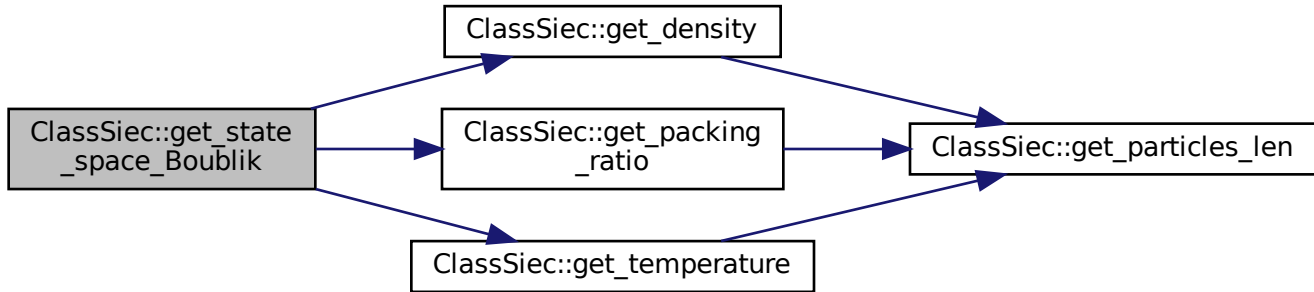 ClassSiec::get_density
ClassSiec::get_state
_space_Boublik
ClassSiec::get_packing
_ratio
ClassSiec::get_particles_len
ClassSiec::get_temperature